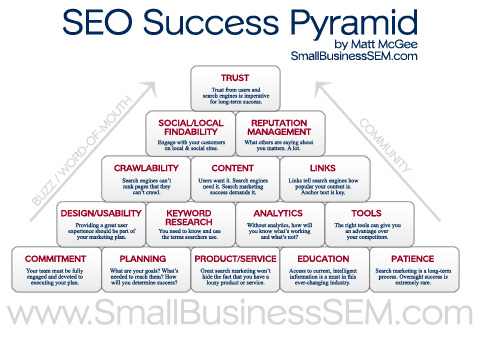 SEO Success Pyramid
by Matt McGee
SmallBusinessSEM.com
TRUST
Trust from users and
search engines is imperative
for long-term success.
SOCIAL/LOCAL
FINDABILITY
Engage with your customers
on local & social sites.
REPUTATION
MANAGEMENT
What others are saying about
you matters. A lot.
BUZZ / WORD-OF-MOUTH
COMMUNITY
CRAWLABILITY
Search engines can't
rank pages that they
can't crawl.
CONTENT
Users want it. Search engines
need it. Search marketing
success demands it.
LINKS
Links tell search engines how
popular your content is.
Anchor text is key.
DESIGN/USABILITY
Providing a great user
experience should be part of
your marketing plan.
KEYWORD
RESEARCH
You need to know and use
the terms searchers use.
ANALYTICS
Without analytics, how will
you know what's working
and what's not?
TOOLS
The right tools can give you
an advantage over
your competitors.
COMMITMENT
Your team must be fully
engaged and devoted to
executing your plan.
PLANNING
What are your goals? What's
needed to reach them? How
will you determine success?
PRODUCT/SERVICE
Great search marketing won't
hide the fact that you have a
lousy product or service.
EDUCATION
Access to current, intelligent
information is a must in this
ever-changing industry.
PATIENCE
Search marketing is a long-term
process. Overnight success is
extremely rare.
www.SmallBusinessSEM.com